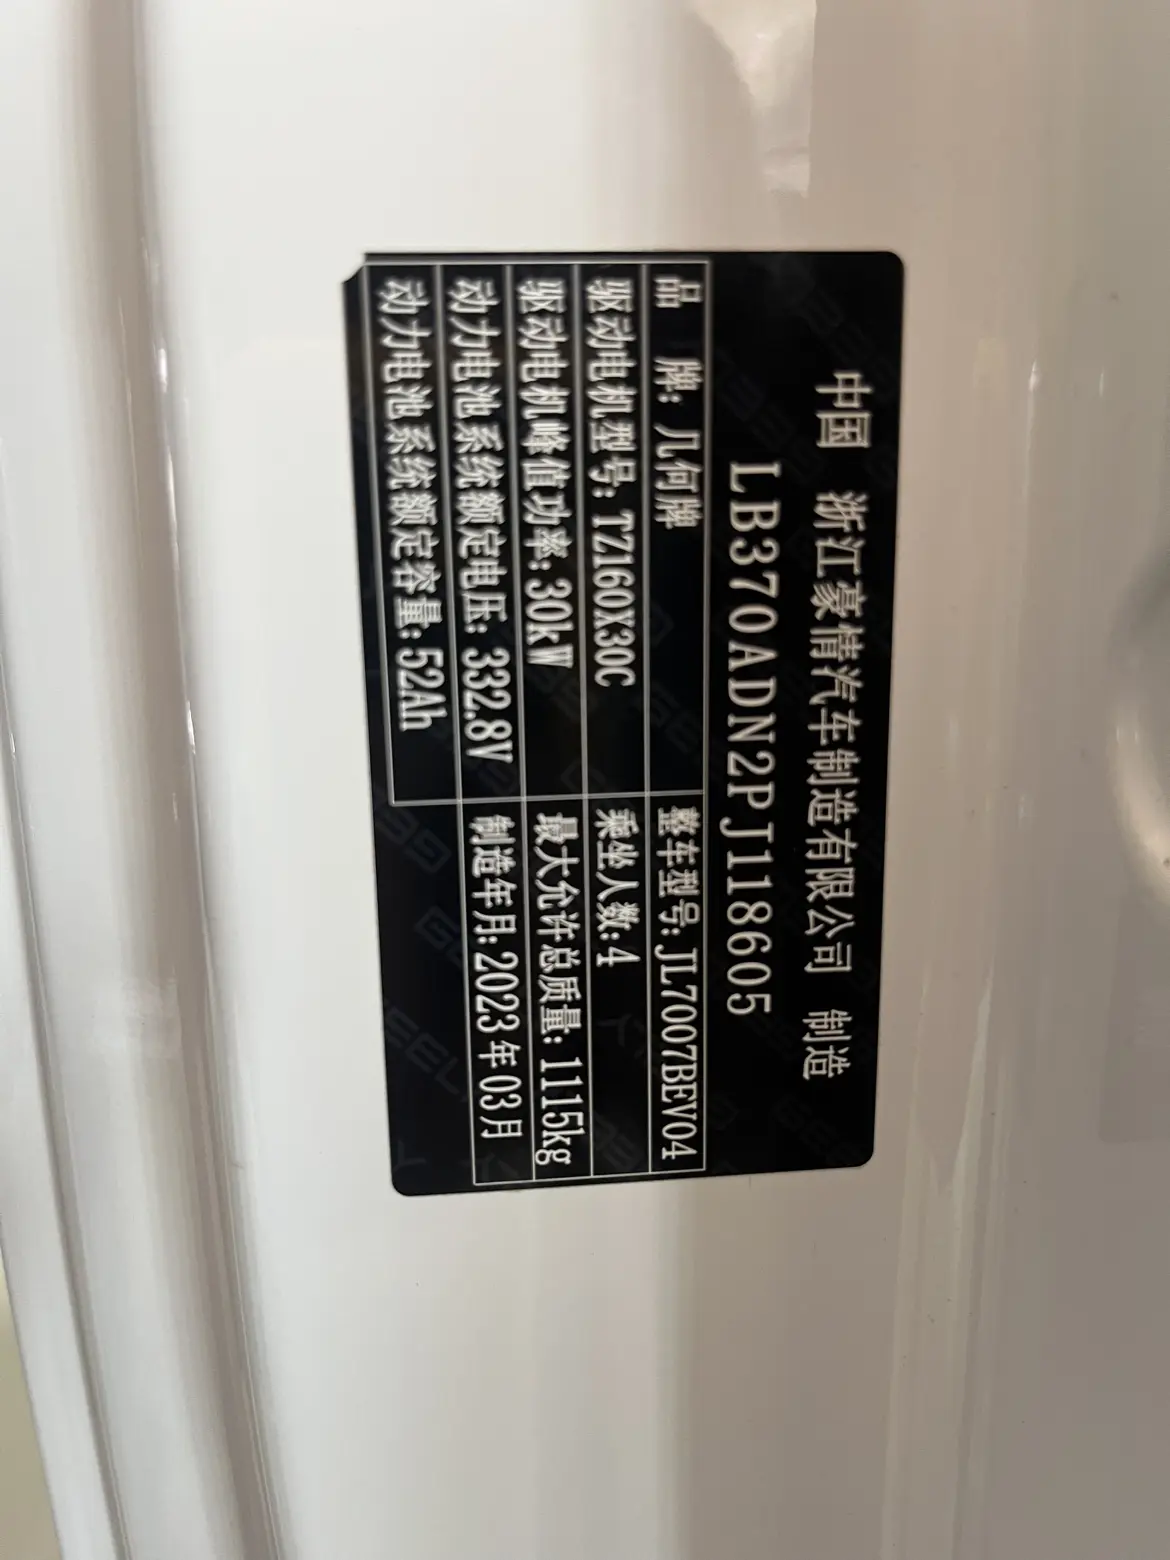 中国 浙江豪情汽车制造有限公司 制造
LB370ADN2PJ118605
品 牌: 几何牌 整车型号: JL7007BEV04
驱动电机型号: TZ160X30C 乘坐人数: 4
驱动电机峰值功率: 30kW 最大允许总质量: 1115kg
动力电池系统额定电压: 332.8V 制造年月: 2023年03月
动力电池系统额定容量: 52Ah